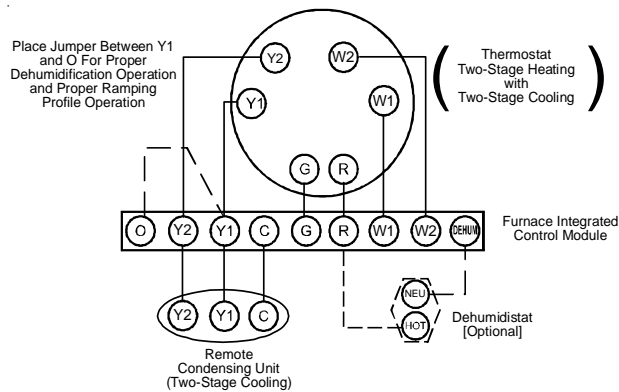 Place Jumper Between Y1
and O For Proper
Dehumidification Operation
and Proper Ramping
Profile Operation
Y2
W2
Y1
W1
G
R
(
Thermostat
Two-Stage Heating
with
Two-Stage Cooling
)
O
Y2
Y1
C
G
R
W1
W2
DEHUM
Furnace Integrated
Control Module
NEU
HOT
Dehumidistat
[Optional]
Y2
Y1
C
Remote
Condensing Unit
(Two-Stage Cooling)